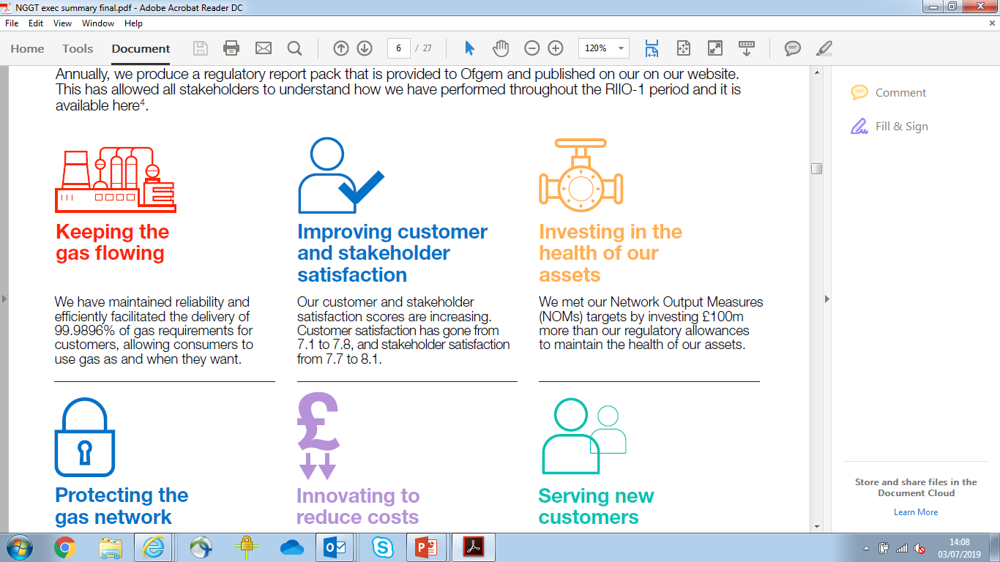 NGGT exec summary final.pdf - Adobe Acrobat Reader DC
File Edit View Window Help
Home Tools Document 6 / 27 120%
Annually, we produce a regulatory report pack that is provided to Ofgem and published on our on our website.
This has allowed all stakeholders to understand how we have performed throughout the RIIO-1 period and it is
available here⁴.
Keeping the
gas flowing
We have maintained reliability and
efficiently facilitated the delivery of
99.9896% of gas requirements for
customers, allowing consumers to
use gas as and when they want.
Improving customer
and stakeholder
satisfaction
Our customer and stakeholder
satisfaction scores are increasing.
Customer satisfaction has gone from
7.1 to 7.8, and stakeholder satisfaction
from 7.7 to 8.1.
Investing in the
health of our
assets
We met our Network Output Measures
(NOMs) targets by investing £100m
more than our regulatory allowances
to maintain the health of our assets.
Protecting the
gas network
£
Innovating to
reduce costs
Serving new
customers
Comment
Fill & Sign
Store and share files in the
Document Cloud
Learn More
14:08
03/07/2019